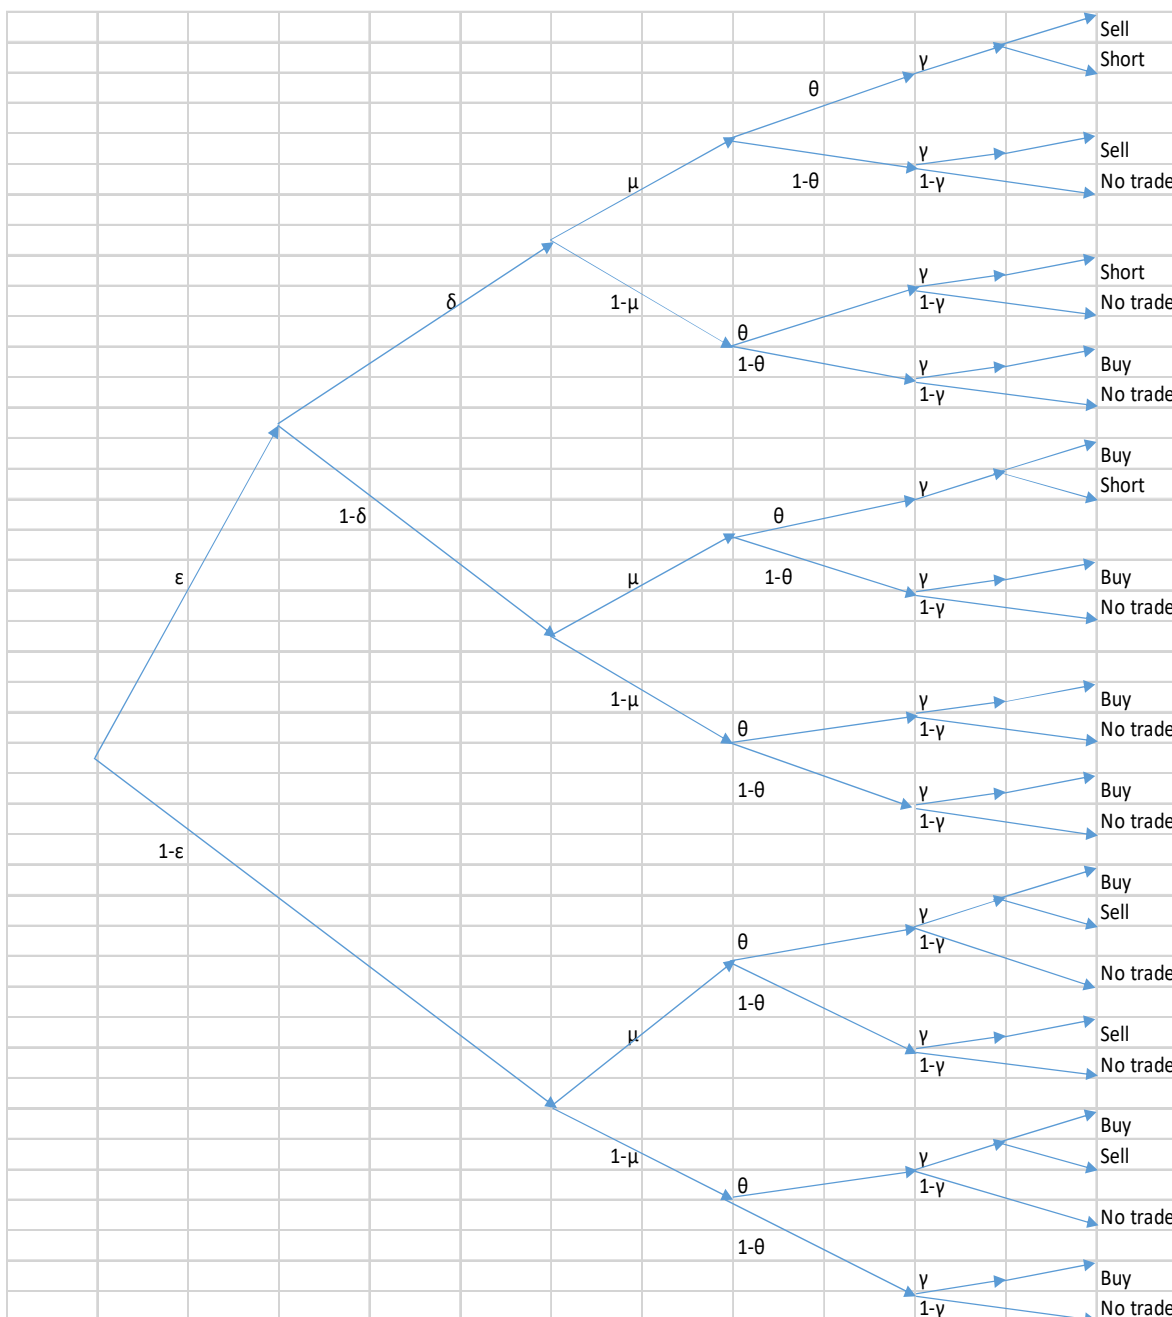 Sell
γ
Short
θ
Sell
γ
1-θ
1-γ
No trade
μ
γ
Short
δ
1-μ
1-γ
No trade
θ
1-θ
γ
Buy
1-γ
No trade
Buy
γ
Short
1-δ
θ
ε
μ
1-θ
γ
Buy
1-γ
No trade
1-μ
γ
Buy
θ
1-γ
No trade
1-θ
γ
Buy
1-γ
No trade
1-ε
Buy
γ
Sell
θ
1-γ
No trade
1-θ
μ
γ
Sell
1-γ
No trade
Buy
1-μ
γ
Sell
θ
1-γ
No trade
1-θ
γ
Buy
1-γ
No trade